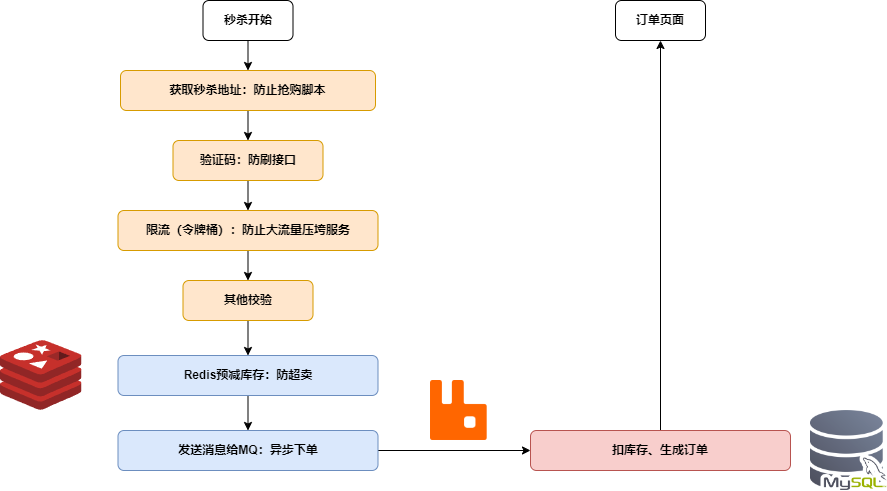 秒杀开始
获取秒杀地址：防止抢购脚本
验证码：防刷接口
限流（令牌桶）：防止大流量压垮服务
其他校验
Redis预减库存：防超卖
发送消息给MQ：异步下单
扣库存、生成订单
订单页面
MySQL